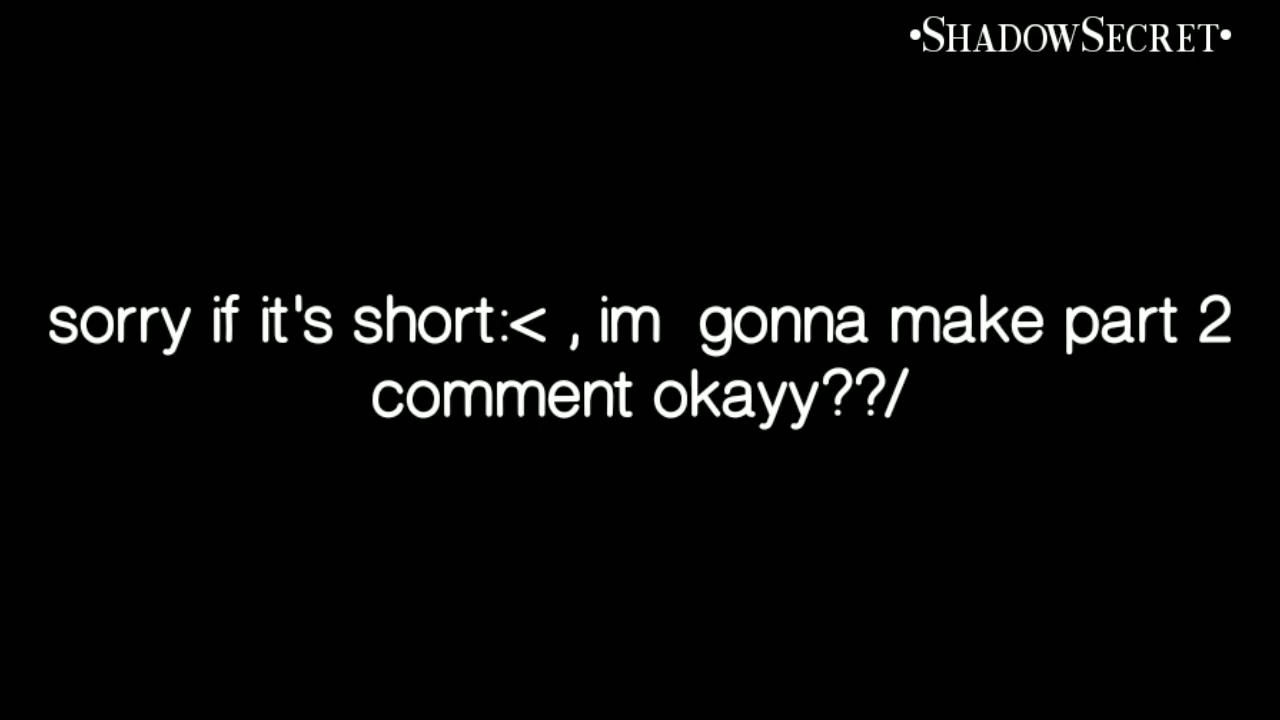 •ShadowSecret•
sorry if it's short:< , im  gonna make part 2
comment okayy??/